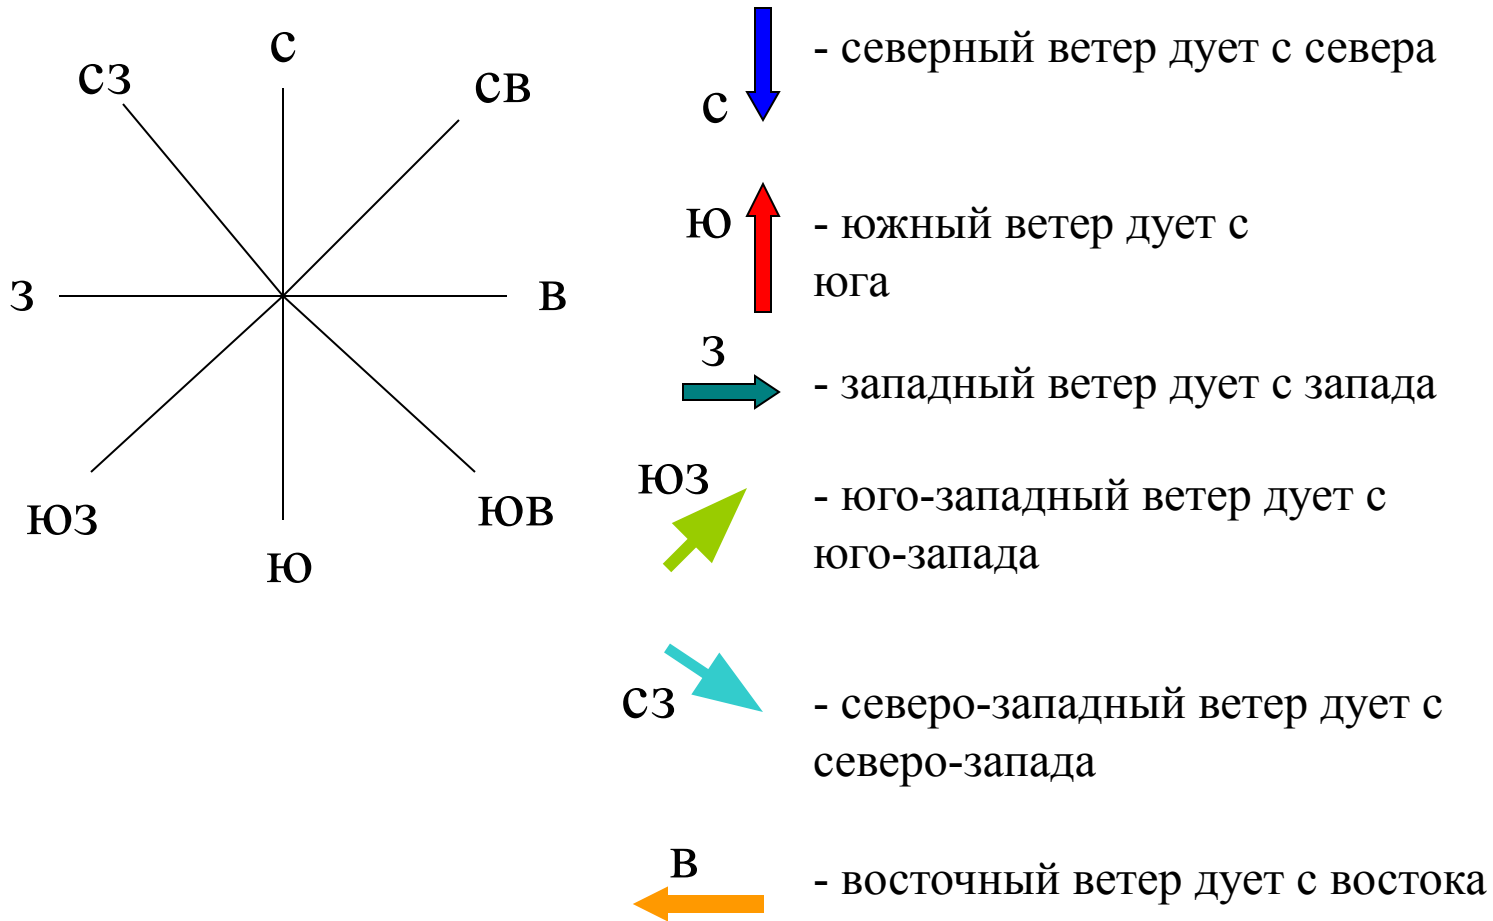 с
сз
св
з
в
юз
юв
ю
с
- северный ветер дует с севера
ю
- южный ветер дует с
юга
з
- западный ветер дует с запада
юз
- юго-западный ветер дует с
юго-запада
сз
- северо-западный ветер дует с
северо-запада
в
- восточный ветер дует с востока